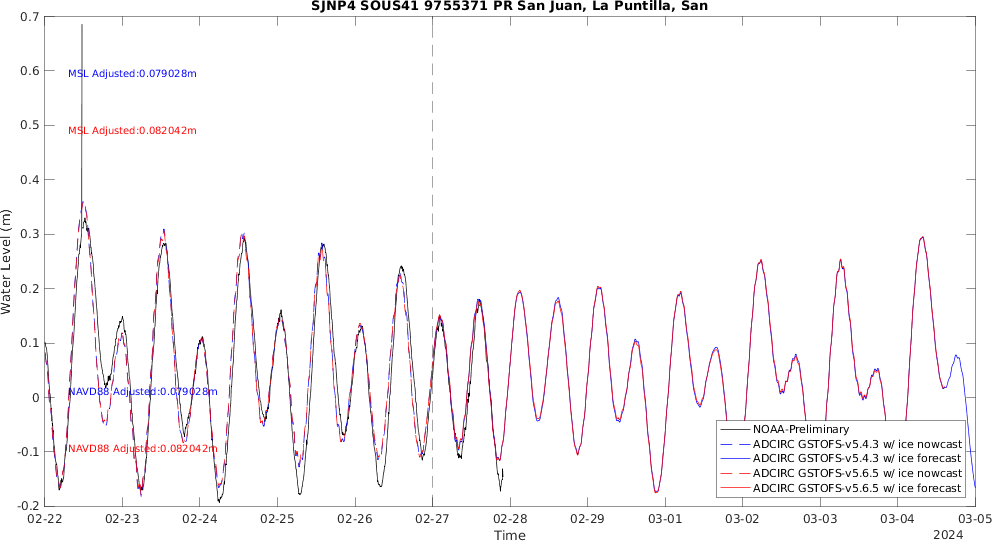 SJNP4 SOUS41 9755371 PR San Juan, La Puntilla, San
0.7
0.6
0.5
0.4
0.3
0.2
0.1
0
-0.1
-0.2
Water Level (m)
MSL Adjusted:0.079028m
MSL Adjusted:0.082042m
NAVD88 Adjusted:0.079028m
NAVD88 Adjusted:0.082042m
NOAA-Preliminary
ADCIRC GSTOFS-v5.4.3 w/ ice nowcast
ADCIRC GSTOFS-v5.4.3 w/ ice forecast
ADCIRC GSTOFS-v5.6.5 w/ ice nowcast
ADCIRC GSTOFS-v5.6.5 w/ ice forecast
02-22 02-23 02-24 02-25 02-26 02-27 02-28 02-29 03-01 03-02 03-03 03-04 03-05
Time
2024